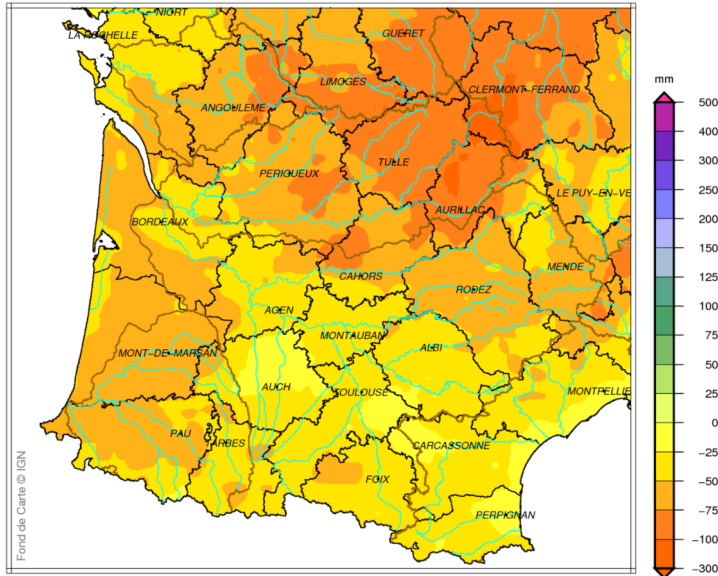 NIORT
LA ROCHELLE
GUERET
LIMOGES
CLERMONT-FERRAND
ANGOULEME
TULLE
PERIGUEUX
LE PUY-EN-VE
AURILLAC
BORDEAUX
CAHORS
MENDE
RODEZ
AGEN
MONTAUBAN
ALBI
MONT-DE-MARSAN
AUCH
TOULOUSE
MONTPELLIE
PAU
TARBES
CARCASSONNE
FOIX
PERPIGNAN
Fond de Carte © IGN
mm
500
400
300
250
200
150
125
100
75
50
25
0
-25
-50
-75
-100
-300